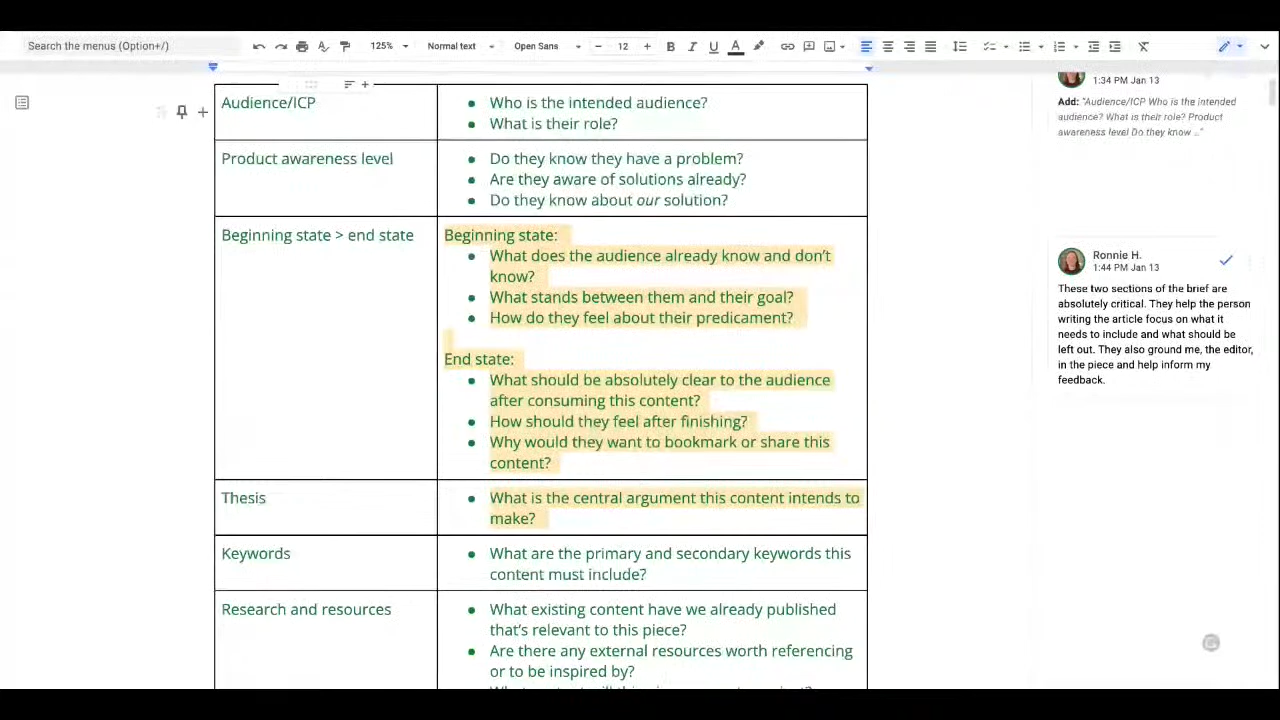 Search the menus (Option+/)
125%
Normal text
Open Sans
12
Audience/ICP
Who is the intended audience?
What is their role?
Product awareness level
Do they know they have a problem?
Are they aware of solutions already?
Do they know about our solution?
Beginning state > end state
Beginning state:
What does the audience already know and don't
know?
What stands between them and their goal?
How do they feel about their predicament?
End state:
What should be absolutely clear to the audience
after consuming this content?
How should they feel after finishing?
Why would they want to bookmark or share this
content?
Thesis
What is the central argument this content intends to
make?
Keywords
What are the primary and secondary keywords this
content must include?
Research and resources
What existing content have we already published
that's relevant to this piece?
Are there any external resources worth referencing
or to be inspired by?
1:34 PM Jan 13
Add: "Audience/ICP Who is the intended
audience? What is their role? Product
awareness level Do they know ..."
Ronnie H.
1:44 PM Jan 13
These two sections of the brief are
absolutely critical. They help the person
writing the article focus on what it
needs to include and what should be
left out. They also ground me, the editor,
in the piece and help inform my
feedback.